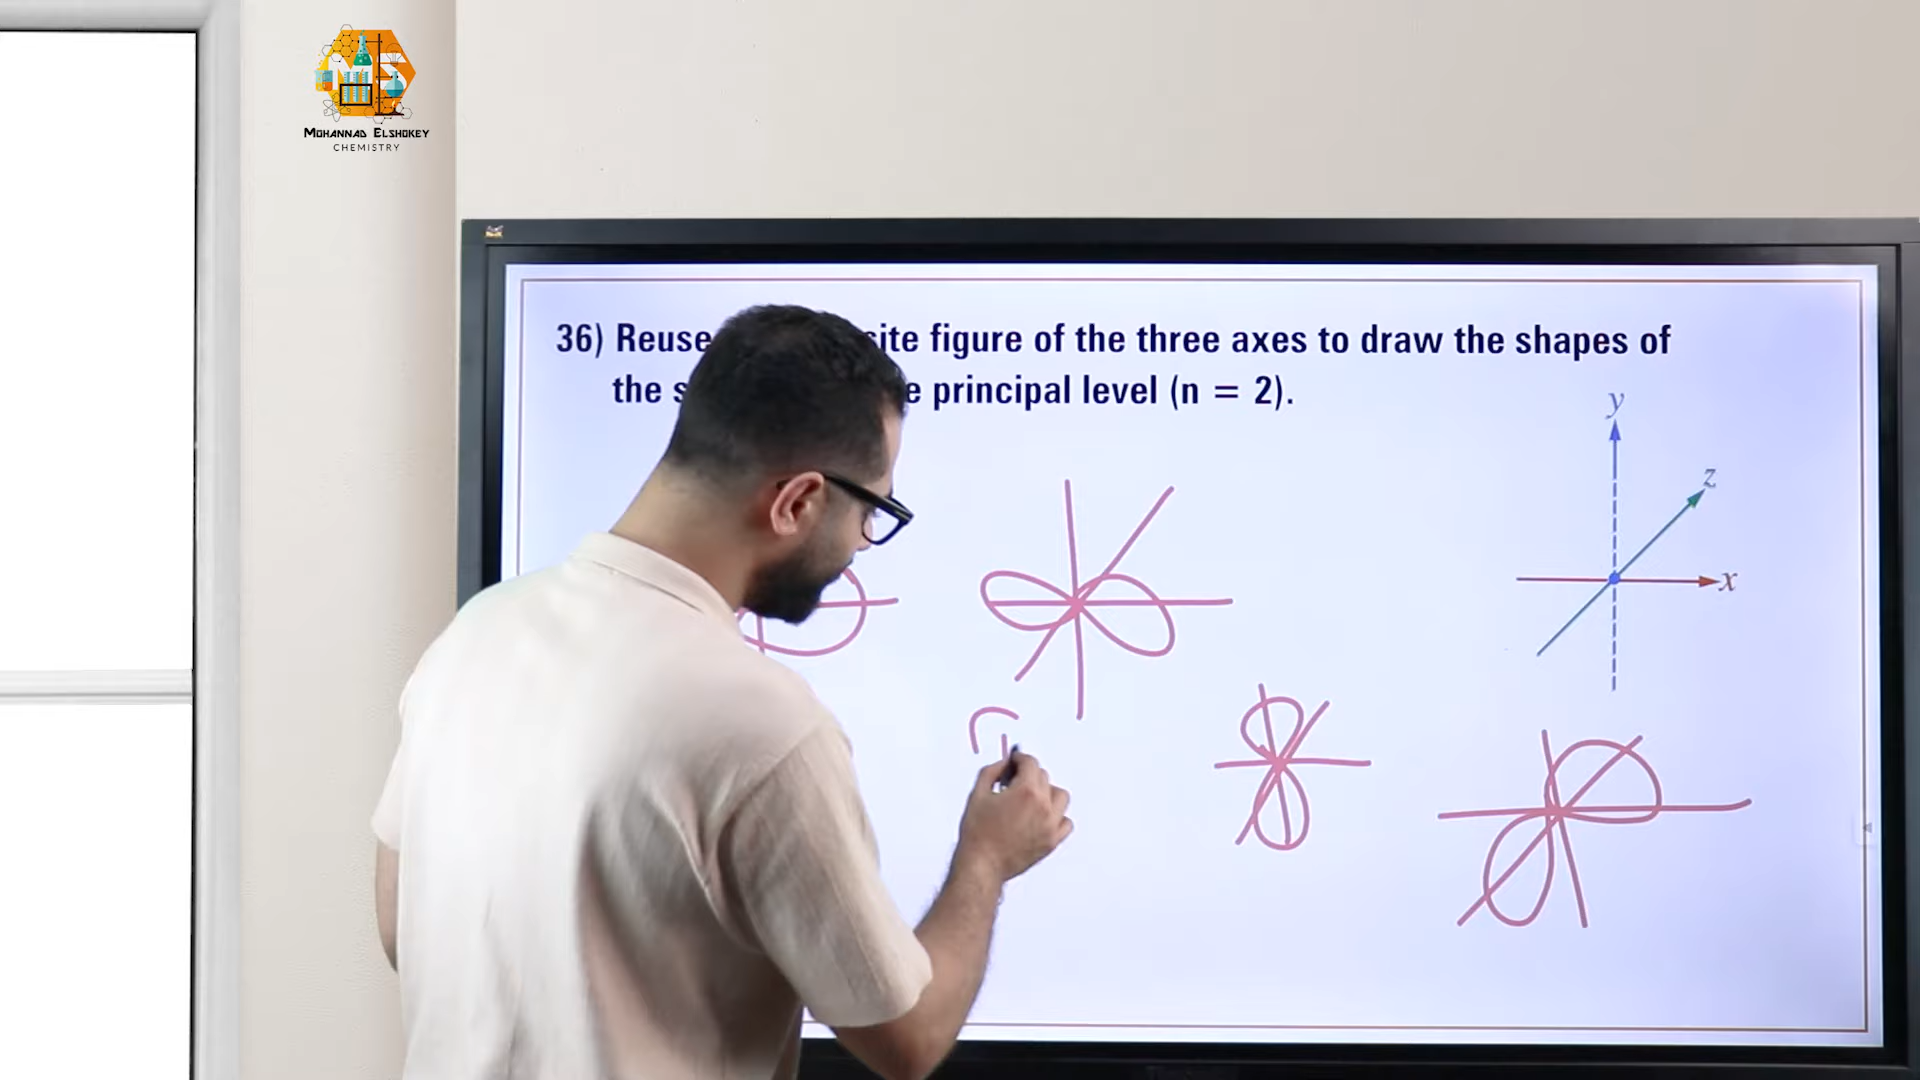 MOHANNAD ELSHOKEY
CHEMISTRY
36) Reuse figure of the three axes to draw the shapes of
the principal level (n = 2).
y
z
x